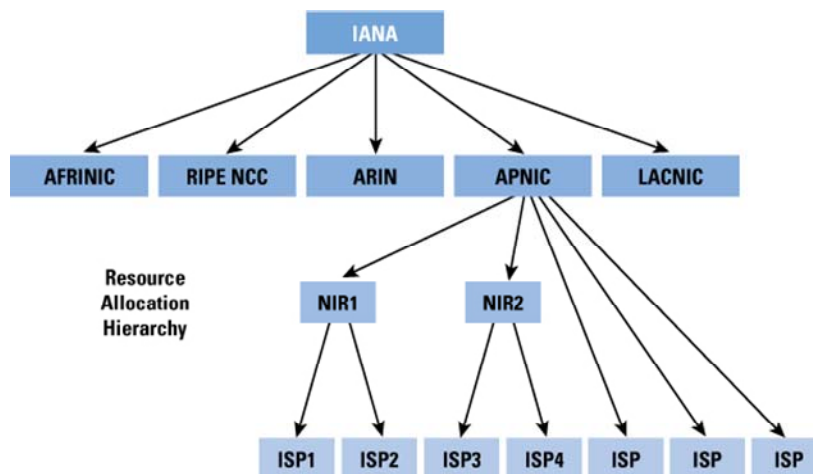 IANA
AFRINIC
RIPE NCC
ARIN
APNIC
LACNIC
Resource
Allocation
Hierarchy
NIR1
NIR2
ISP1
ISP2
ISP3
ISP4
ISP
ISP
ISP